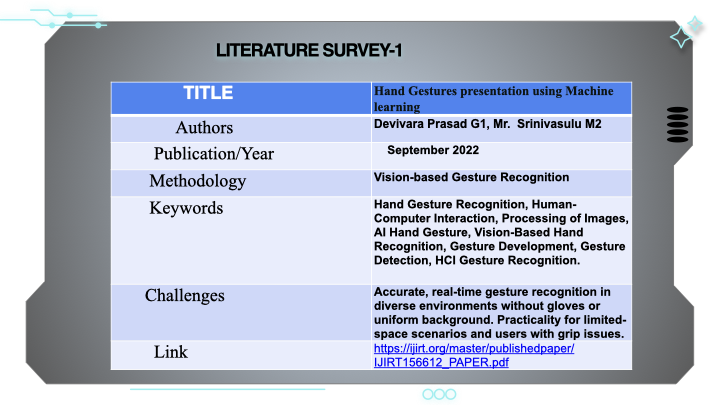 LITERATURE SURVEY-1
TITLE
Hand Gestures presentation using Machine
learning
Authors
Devivara Prasad G1, Mr. Srinivasulu M2
Publication/Year
September 2022
Methodology
Vision-based Gesture Recognition
Keywords
Hand Gesture Recognition, Human-
Computer Interaction, Processing of Images,
AI Hand Gesture, Vision-Based Hand
Recognition, Gesture Development, Gesture
Detection, HCI Gesture Recognition.
Challenges
Accurate, real-time gesture recognition in
diverse environments without gloves or
uniform background. Practicality for limited-
space scenarios and users with grip issues.
Link
https://ijirt.org/master/publishedpaper/
IJIRT156612_PAPER.pdf